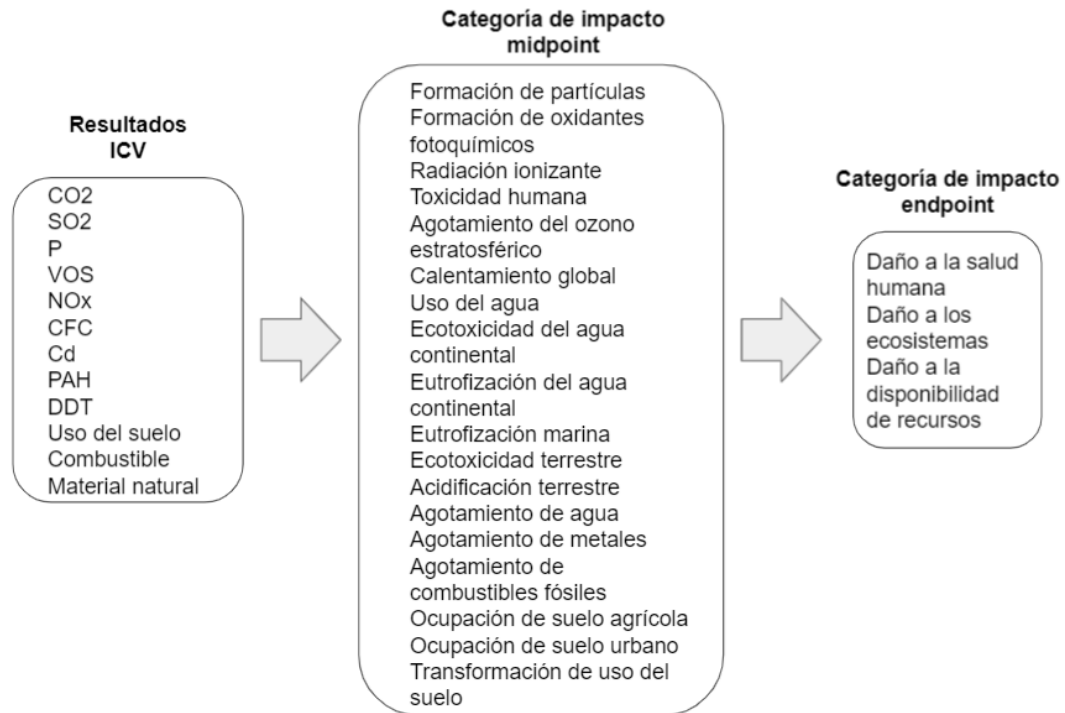 Resultados
ICV
CO2
SO2
P
VOS
NOx
CFC
Cd
PAH
DDT
Uso del suelo
Combustible
Material natural
Categoría de impacto
midpoint
Formación de partículas
Formación de oxidantes
fotoquímicos
Radiación ionizante
Toxicidad humana
Agotamiento del ozono
estratosférico
Calentamiento global
Uso del agua
Ecotoxicidad del agua
continental
Eutrofización del agua
continental
Eutrofización marina
Ecotoxicidad terrestre
Acidificación terrestre
Agotamiento de agua
Agotamiento de metales
Agotamiento de
combustibles fósiles
Ocupación de suelo agrícola
Ocupación de suelo urbano
Transformación de uso del
suelo
Categoría de impacto
endpoint
Daño a la salud
humana
Daño a los
ecosistemas
Daño a la
disponibilidad
de recursos